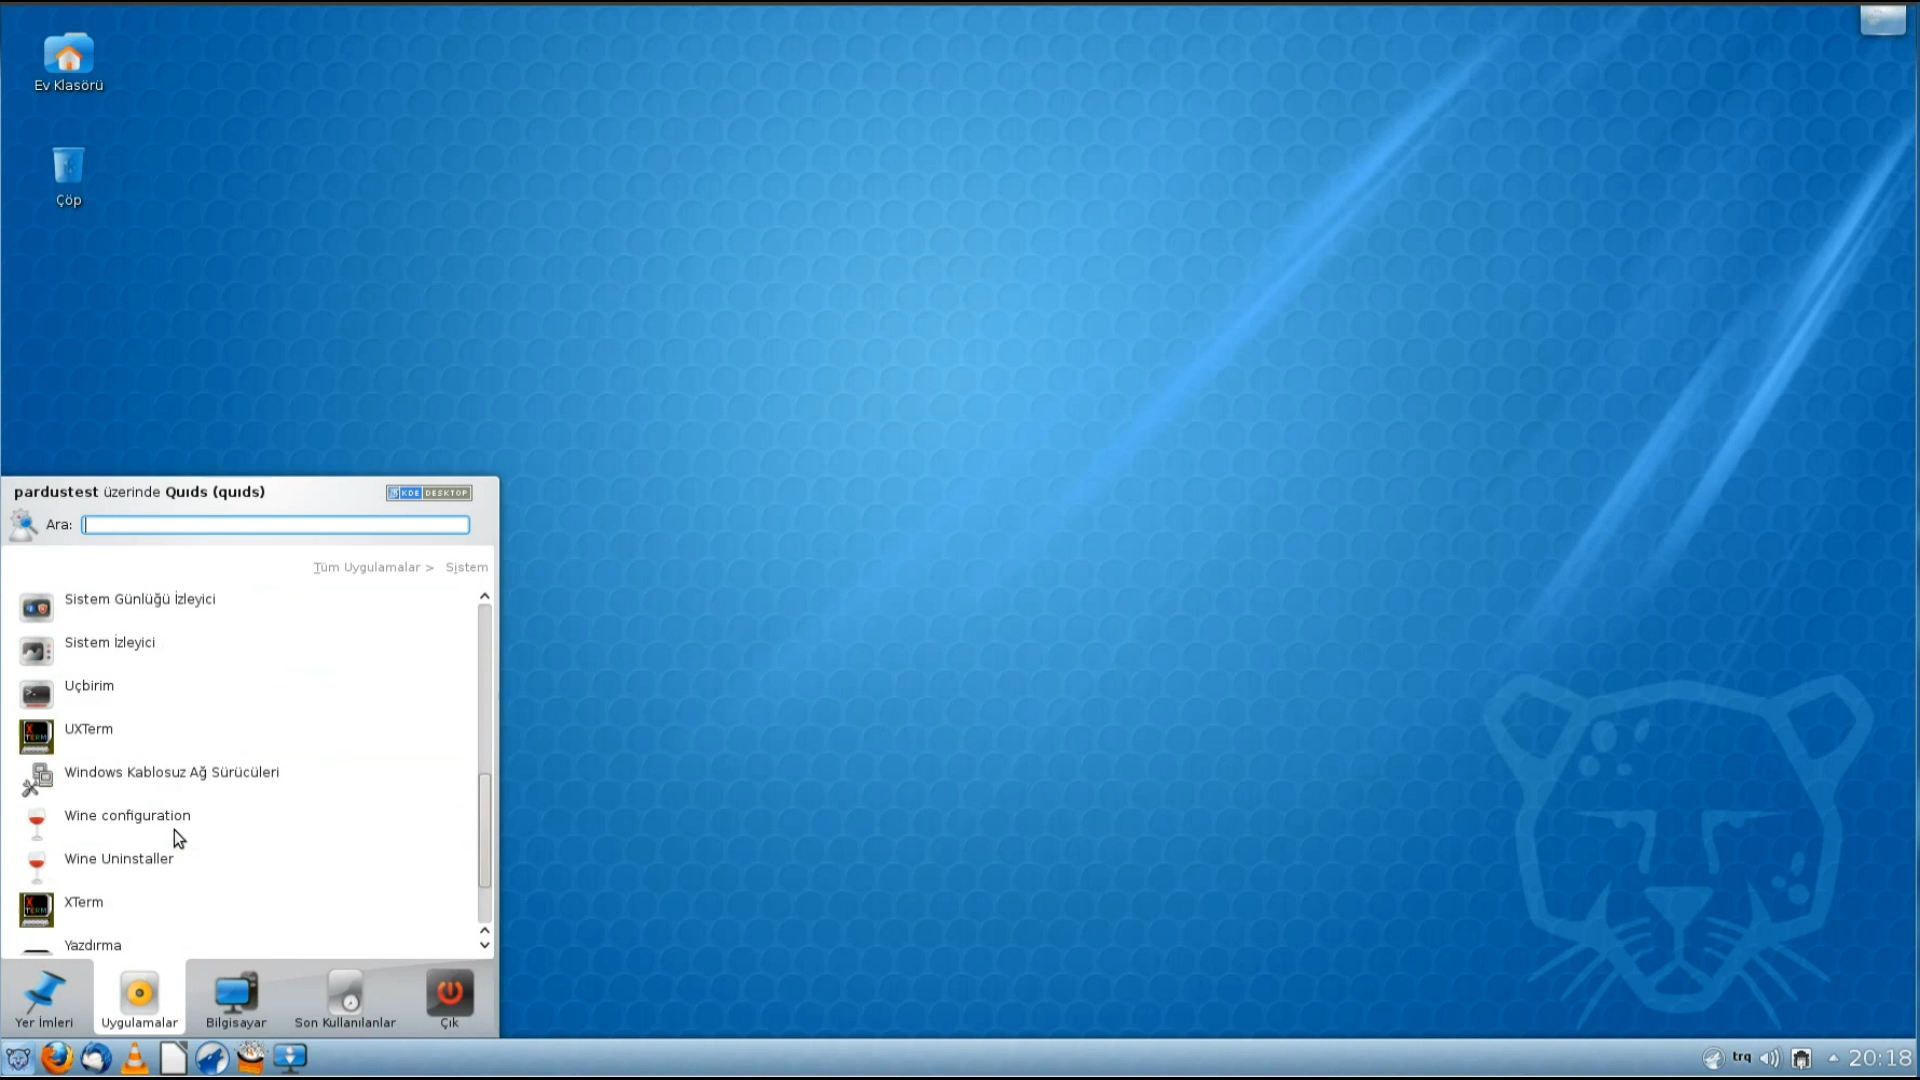 Ev Klasörü
Çöp
pardustest üzerinde Quıds (quıds)
KDE DESKTOP
Ara:
Tüm Uygulamalar > Sistem
Sistem Günlüğü İzleyici
Sistem İzleyici
Uçbirim
UXTerm
Windows Kablosuz Ağ Sürücüleri
Wine configuration
Wine Uninstaller
XTerm
Yazdırma
Yer İmleri
Uygulamalar
Bilgisayar
Son Kullanılanlar
Çık
trq
20:18